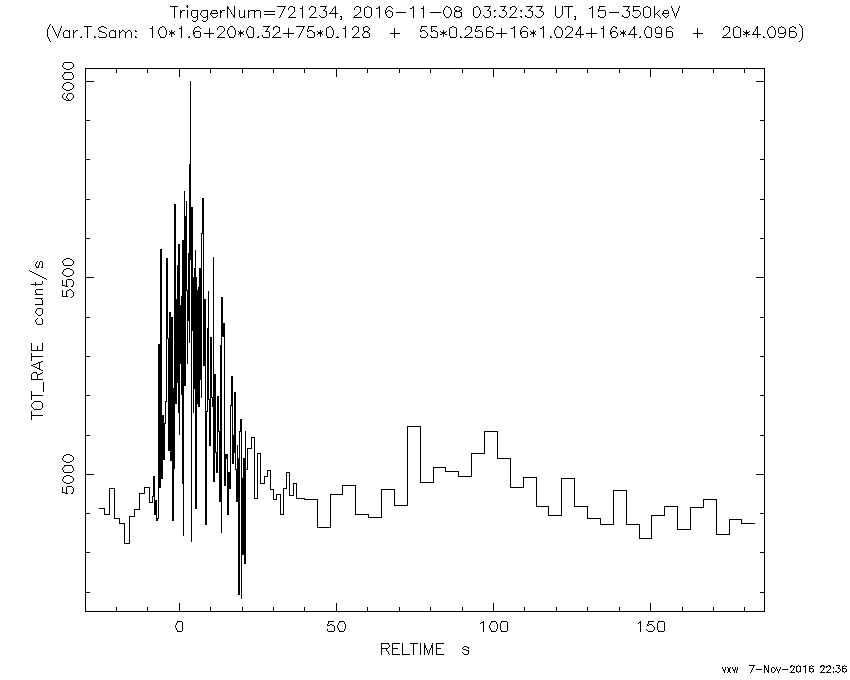 TriggerNum=721234, 2016-11-08 03:32:33 UT, 15-350keV
(Var.T.Sam: 10*1.6+20*0.32+75*0.128 + 55*0.256+16*1.024+16*4.096 + 20*4.096)
6000
5500
5000
TOT_RATE count/s
0 50 100 150
RELTIME s
vxw 7-Nov-2016 22:36